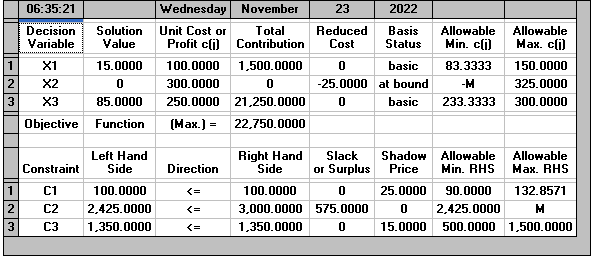 06:35:21 Wednesday November 23 2022
Decision Variable Solution Value Unit Cost or Profit c(j) Total Contribution Reduced Cost Basis Status Allowable Min. c(j) Allowable Max. c(j)
1 X1 15.0000 100.0000 1,500.0000 0 basic 83.3333 150.0000
2 X2 0 300.0000 0 -25.0000 at bound -M 325.0000
3 X3 85.0000 250.0000 21,250.0000 0 basic 233.3333 300.0000
Objective Function (Max.) = 22,750.0000
Constraint Left Hand Side Direction Right Hand Side Slack or Surplus Shadow Price Allowable Min. RHS Allowable Max. RHS
1 C1 100.0000 <= 100.0000 0 25.0000 90.0000 132.8571
2 C2 2,425.0000 <= 3,000.0000 575.0000 0 2,425.0000 M
3 C3 1,350.0000 <= 1,350.0000 0 15.0000 500.0000 1,500.0000